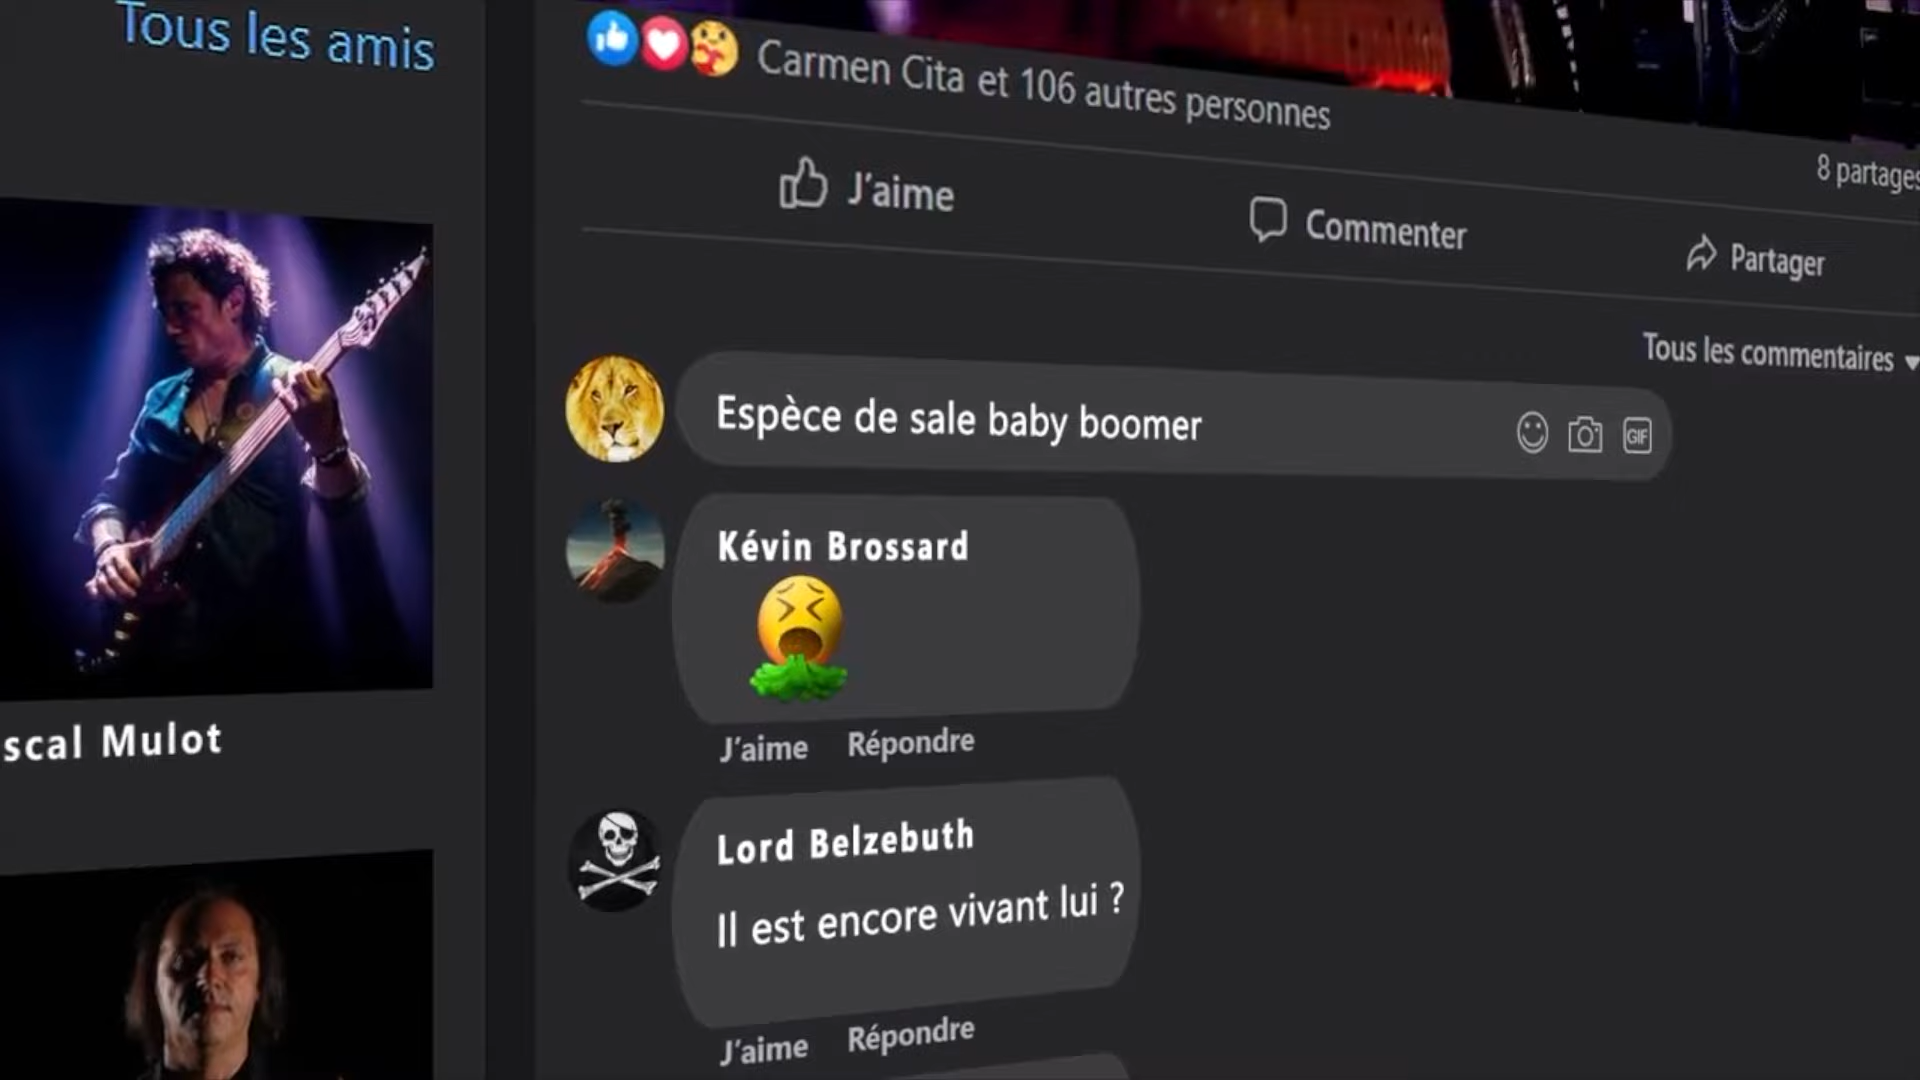 Tous les amis
scal Mulot
Carmen Cita et 106 autres personnes
8 partages
J'aime
Commenter
Partager
Tous les commentaires
Espèce de sale baby boomer
GIF
Kévin Brossard
J'aime Répondre
Lord Belzebuth
Il est encore vivant lui ?
J'aime Répondre